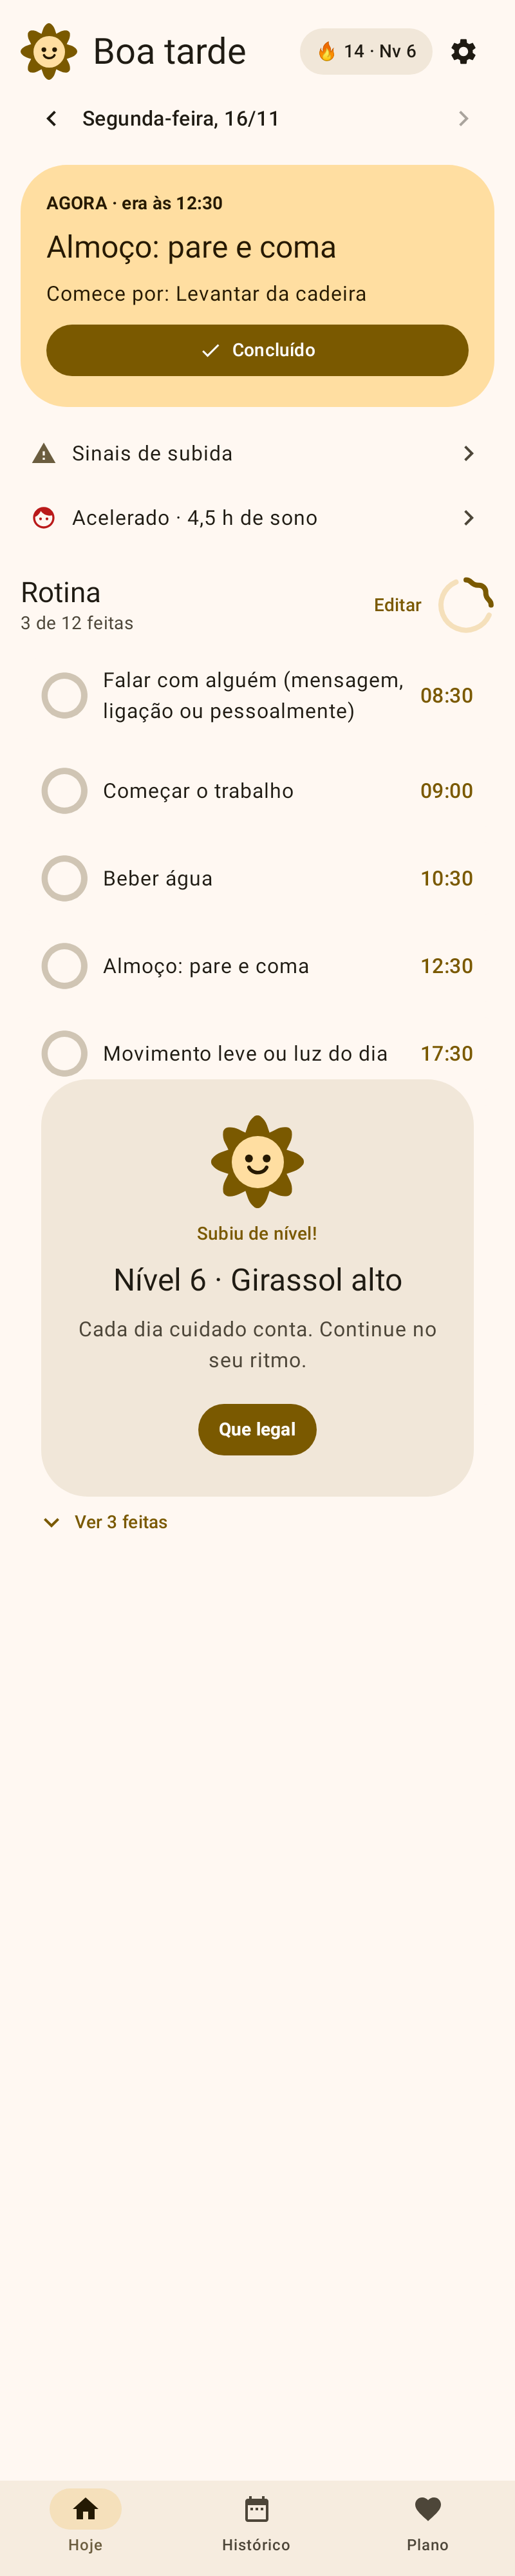 Boa tarde
🔥 14 · Nv 6
Segunda-feira, 16/11
AGORA · era às 12:30
Almoço: pare e coma
Comece por: Levantar da cadeira
Concluído
Sinais de subida
Acelerado · 4,5 h de sono
Rotina
3 de 12 feitas
Editar
Falar com alguém (mensagem,
ligação ou pessoalmente)
08:30
Começar o trabalho
09:00
Beber água
10:30
Almoço: pare e coma
12:30
Movimento leve ou luz do dia
17:30
Subiu de nível!
Nível 6 · Girassol alto
Cada dia cuidado conta. Continue no
seu ritmo.
Que legal
Ver 3 feitas
Hoje
Histórico
Plano